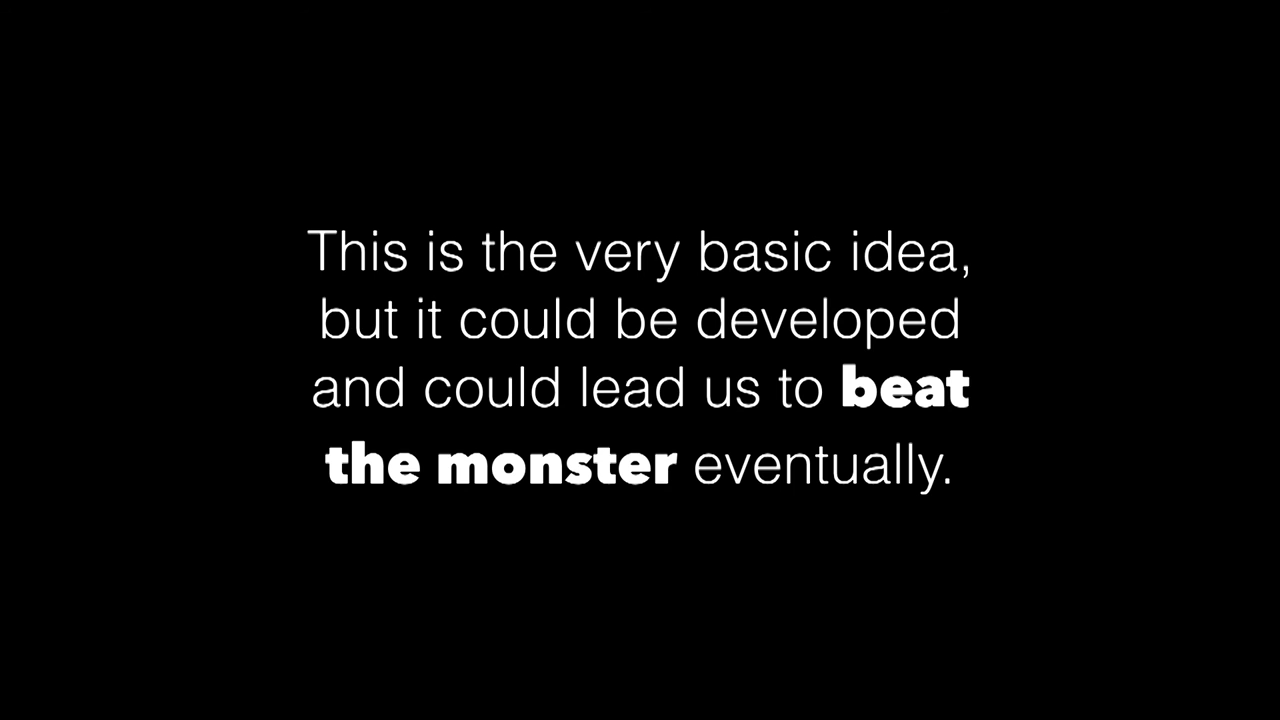 This is the very basic idea,
but it could be developed
and could lead us to beat
the monster eventually.